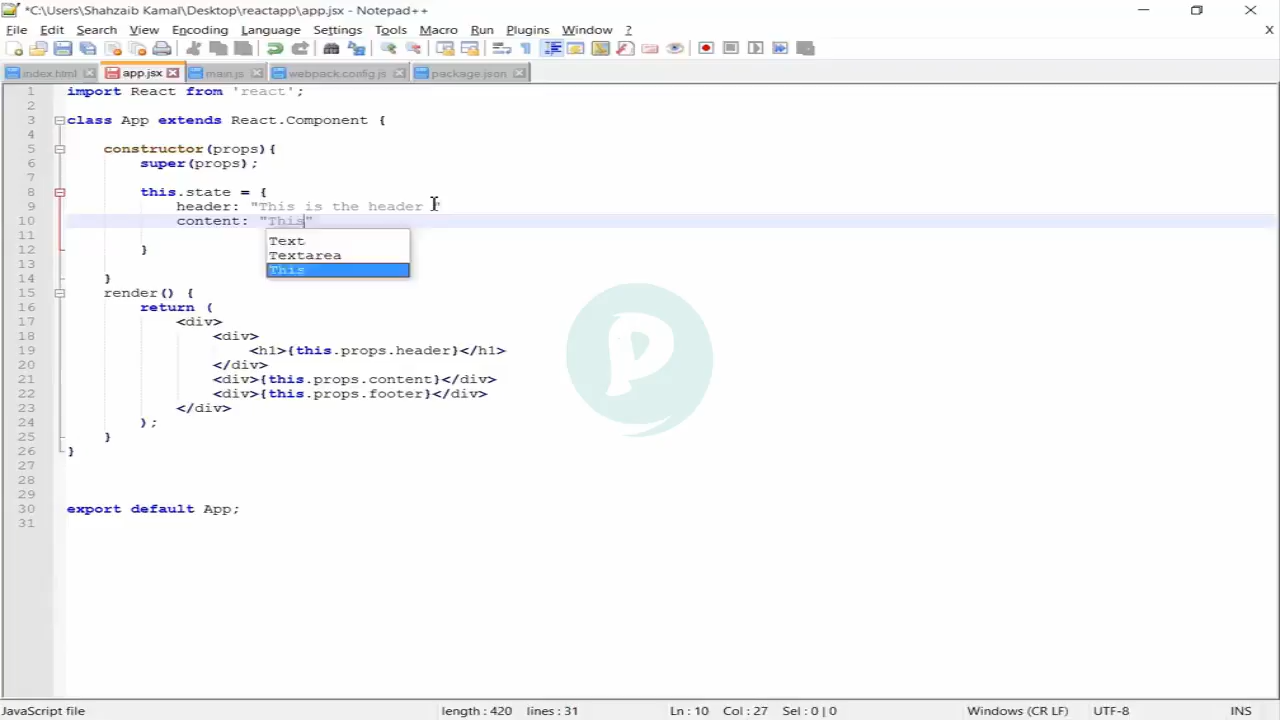 *C:\Users\Shahzaib Kamal\Desktop\reactapp\app.jsx - Notepad++
File Edit Search View Encoding Language Settings Tools Macro Run Plugins Window ? X
index.html app.jsx main.js webpack.config.js package.json
1 import React from 'react';
2
3 class App extends React.Component {
4
5 constructor(props){
6 super(props);
7
8 this.state = {
9 header: "This is the header "
10 content: "This"
11
12 }
13
14 }
15 render() {
16 return (
17 <div>
18 <div>
19 <h1>{this.props.header}</h1>
20 </div>
21 <div>{this.props.content}</div>
22 <div>{this.props.footer}</div>
23 </div>
24 );
25 }
26 }
27
28
29
30 export default App;
31
Text
Textarea
This
P
JavaScript file length : 420 lines : 31 Ln : 10 Col : 27 Sel : 0 | 0 Windows (CR LF) UTF-8 INS